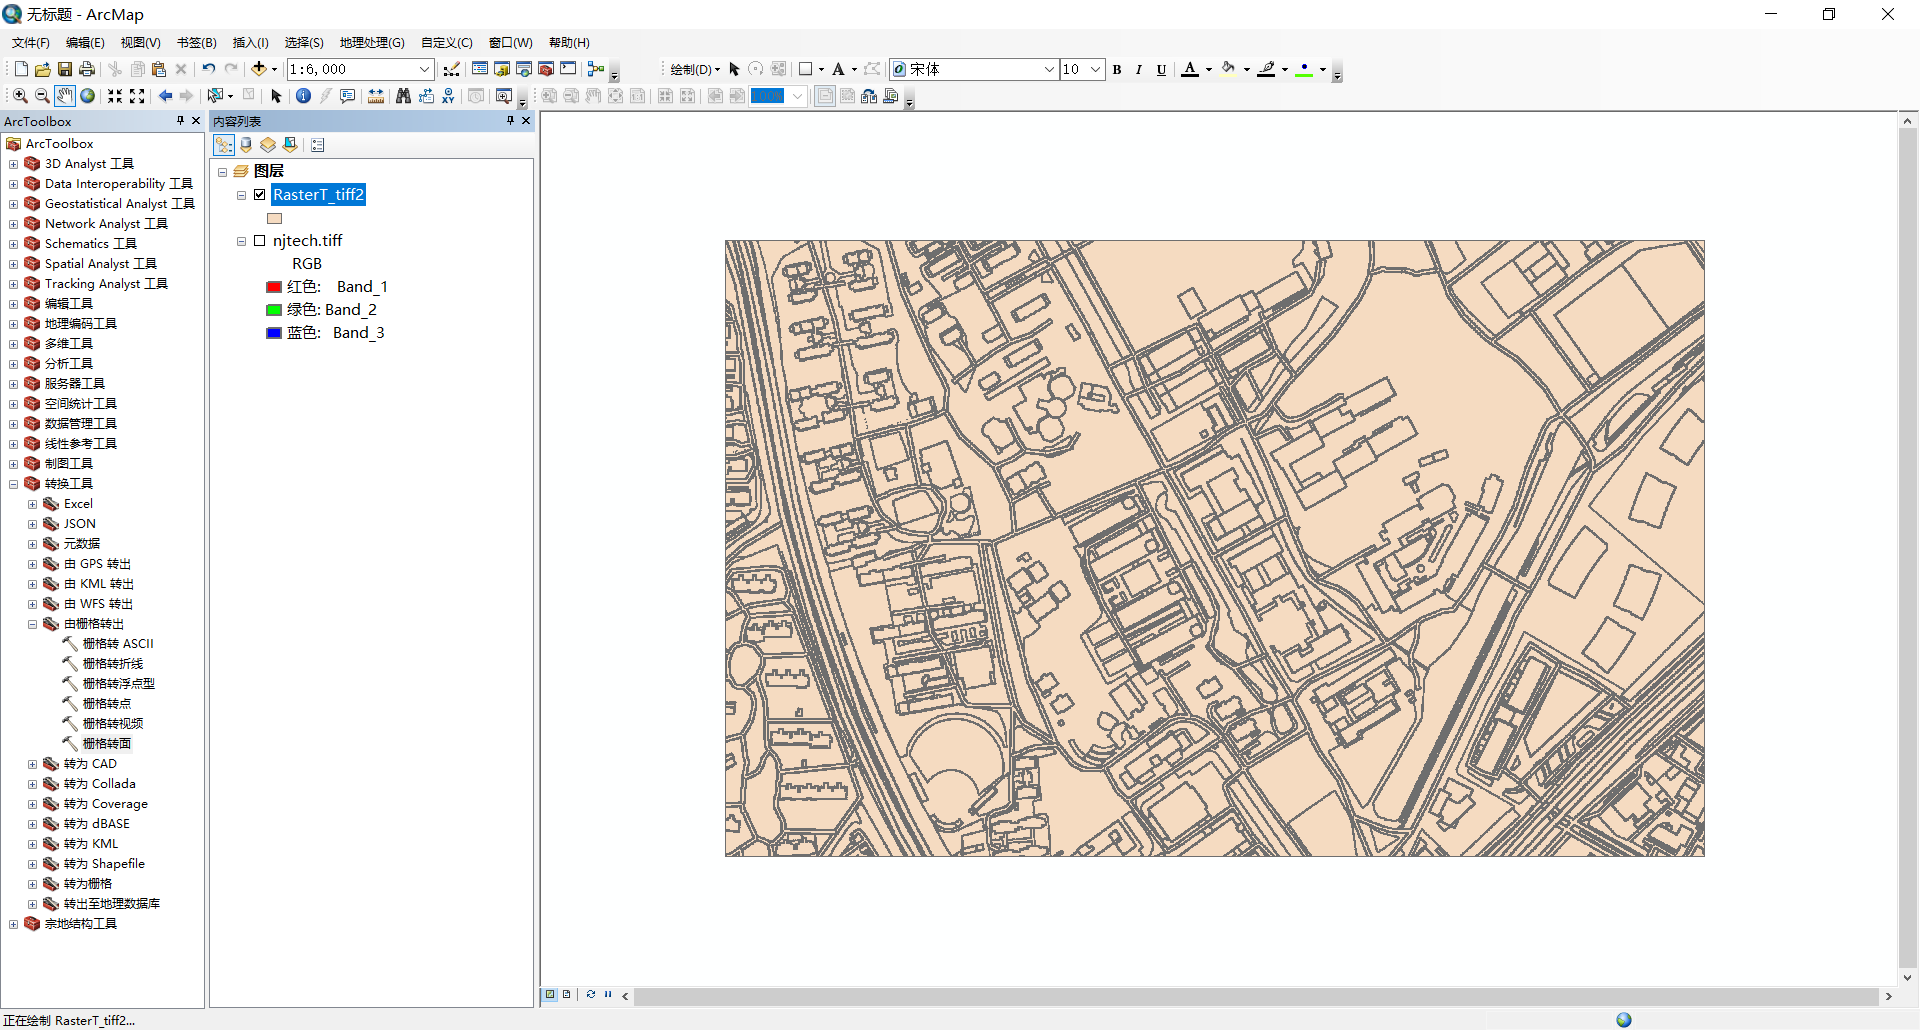 无标题 - ArcMap
文件(F) 编辑(E) 视图(V) 书签(B) 插入(I) 选择(S) 地理处理(G) 自定义(C) 窗口(W) 帮助(H)
1:6,000 绘制(D) A 宋体 10 B I U A
XY
ArcToolbox
ArcToolbox
3D Analyst 工具
Data Interoperability 工具
Geostatistical Analyst 工具
Network Analyst 工具
Schematics 工具
Spatial Analyst 工具
Tracking Analyst 工具
编辑工具
地理编码工具
多维工具
分析工具
服务器工具
空间统计工具
数据管理工具
线性参考工具
制图工具
转换工具
Excel
JSON
元数据
由 GPS 转出
由 KML 转出
由 WFS 转出
由栅格转出
栅格转 ASCII
栅格转折线
栅格转浮点型
栅格转点
栅格转视频
栅格转面
转为 CAD
转为 Collada
转为 Coverage
转为 dBASE
转为 KML
转为 Shapefile
转为栅格
转出至地理数据库
宗地结构工具
内容列表
图层
RasterT_tiff2
njtech.tiff
RGB
红色: Band_1
绿色: Band_2
蓝色: Band_3
正在绘制 RasterT_tiff2...